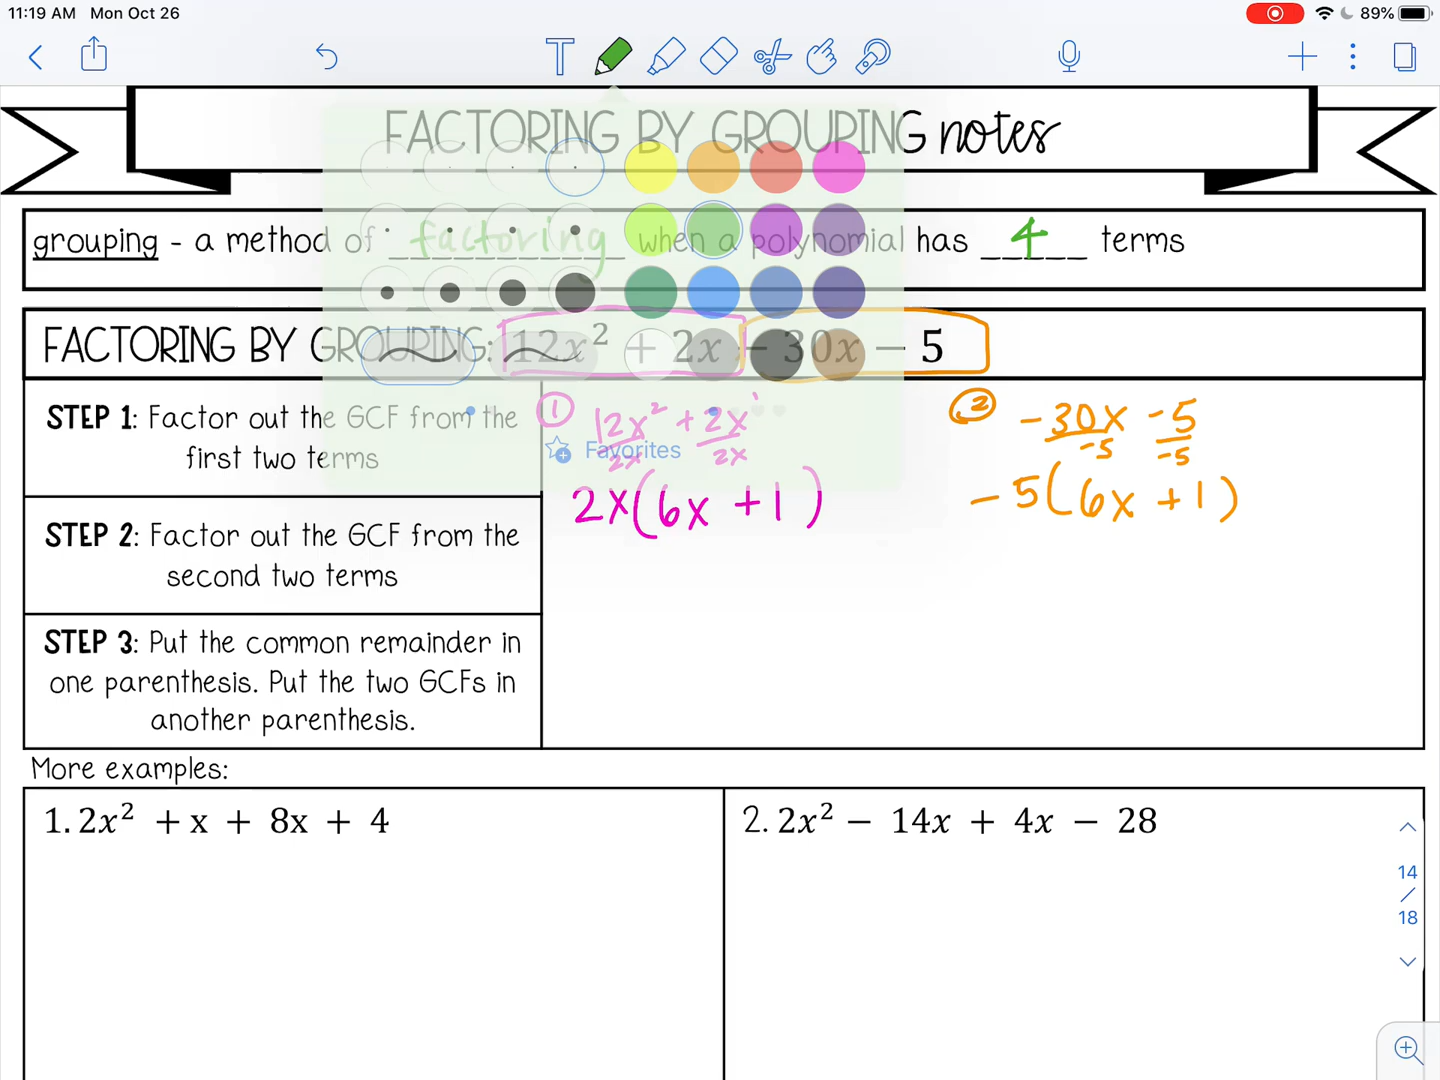 11:19 AM Mon Oct 26
89%
FACTORING BY GROUPING notes
grouping - a method of factoring when a polynomial has 4 terms
FACTORING BY GROUPING: 12x² + 2x − 30x − 5
STEP 1: Factor out the GCF from the
first two terms
① 12x² + 2x¹
2x 2x
2x(6x + 1)
② -30x -5
-5 -5
-5(6x + 1)
Favorites
STEP 2: Factor out the GCF from the
second two terms
STEP 3: Put the common remainder in
one parenthesis. Put the two GCFs in
another parenthesis.
More examples:
1. 2x² + x + 8x + 4
2. 2x² − 14x + 4x − 28
14
/
18